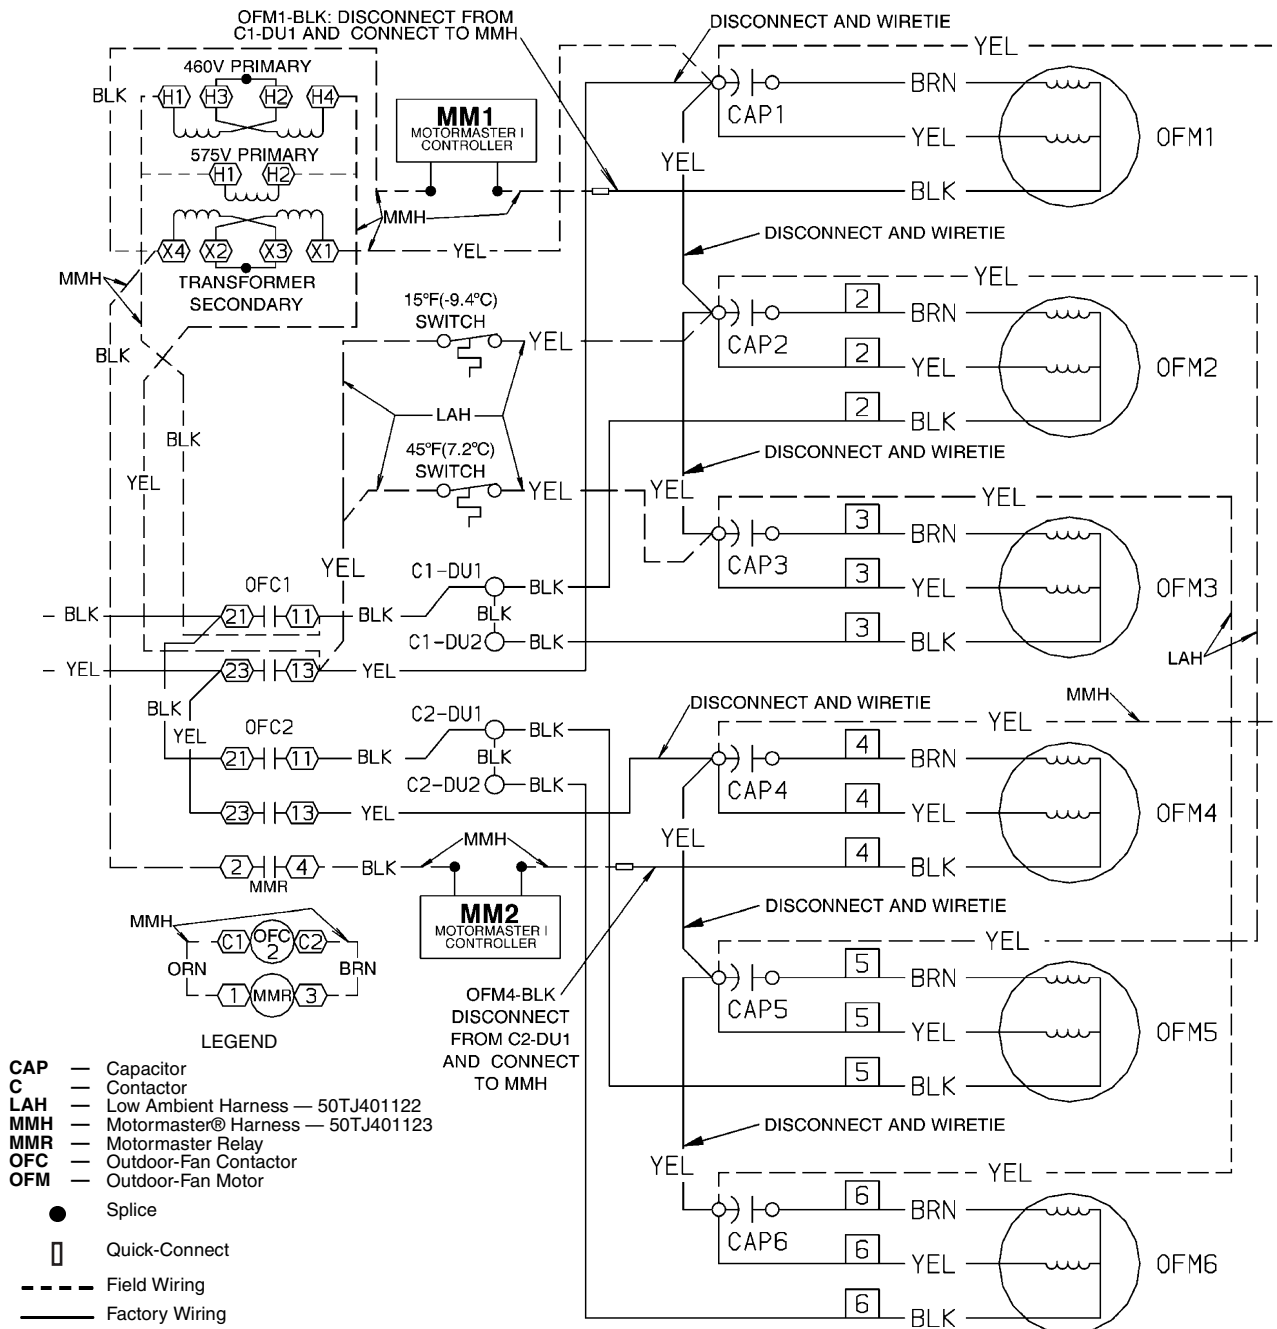 OFM1-BLK: DISCONNECT FROM
C1-DU1 AND CONNECT TO MMH
DISCONNECT AND WIRETIE
YEL
460V PRIMARY
BLK
H1
H3
H2
H4
MM1
MOTORMASTER I
CONTROLLER
CAP1
BRN
YEL
BLK
OFM1
YEL
575V PRIMARY
H1
H2
MMH
X4
X2
X3
X1
YEL
DISCONNECT AND WIRETIE
MMH
TRANSFORMER
SECONDARY
YEL
15°F(-9.4°C)
SWITCH
YEL
CAP2
2
BRN
2
YEL
2
BLK
OFM2
BLK
LAH
BLK
YEL
45°F(7.2°C)
SWITCH
YEL
YEL
DISCONNECT AND WIRETIE
YEL
CAP3
3
BRN
3
YEL
3
BLK
OFM3
YEL
OFC1
C1-DU1
BLK
BLK
21
11
BLK
BLK
C1-DU2
BLK
YEL
23
13
YEL
LAH
BLK
YEL
OFC2
C2-DU1
BLK
DISCONNECT AND WIRETIE
YEL
MMH
21
11
BLK
BLK
C2-DU2
BLK
CAP4
4
BRN
4
YEL
4
BLK
OFM4
23
13
YEL
YEL
2
4
MMR
BLK
MMH
MM2
MOTORMASTER I
CONTROLLER
DISCONNECT AND WIRETIE
MMH
C1
OFC
2
C2
ORN
BRN
1
MMR
3
YEL
CAP5
5
BRN
5
YEL
5
BLK
OFM5
OFM4-BLK
DISCONNECT
FROM C2-DU1
AND CONNECT
TO MMH
DISCONNECT AND WIRETIE
YEL
YEL
CAP6
6
BRN
6
YEL
6
BLK
OFM6
LEGEND
CAP — Capacitor
C — Contactor
LAH — Low Ambient Harness — 50TJ401122
MMH — Motormaster® Harness — 50TJ401123
MMR — Motormaster Relay
OFC — Outdoor-Fan Contactor
OFM — Outdoor-Fan Motor
Splice
Quick-Connect
Field Wiring
Factory Wiring